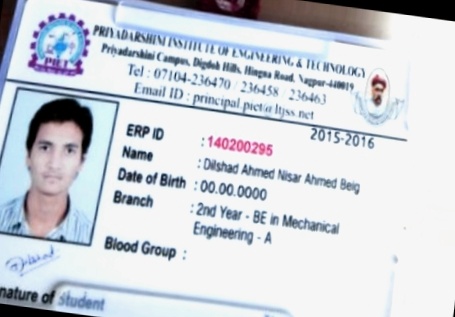 PRIYADARSHINI INSTITUTE OF ENGINEERING & TECHNOLOGY
Priyadarshini Campus, Digdoh Hills, Hingna Road, Nagpur-440019
Tel : 07104-236470 / 236458 / 236463
Email ID : principal.piet@ltjss.net
PIET
2015-2016
ERP ID : 140200295
Name : Dilshad Ahmed Nisar Ahmed Beig
Date of Birth : 00.00.0000
Branch : 2nd Year - BE in Mechanical
Engineering - A
Blood Group :
nature of Student